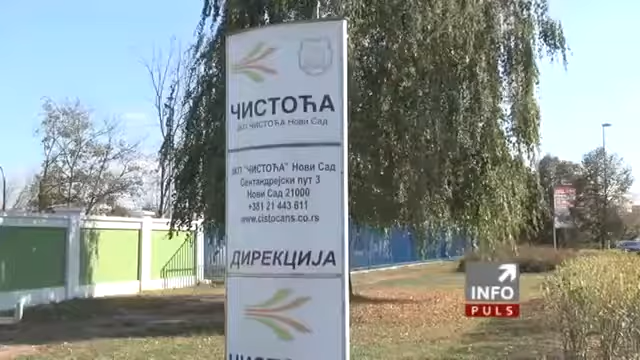 ЧИСТОЋА
ЈКП ЧИСТОЋА Нови Сад
ЈКП "ЧИСТОЋА" Нови Сад
Сентандрејски пут 3
Нови Сад 21000
+381 21 443 611
www.cistocans.co.rs
ДИРЕКЦИЈА
ЧИСТОЋА
INFO
PULS